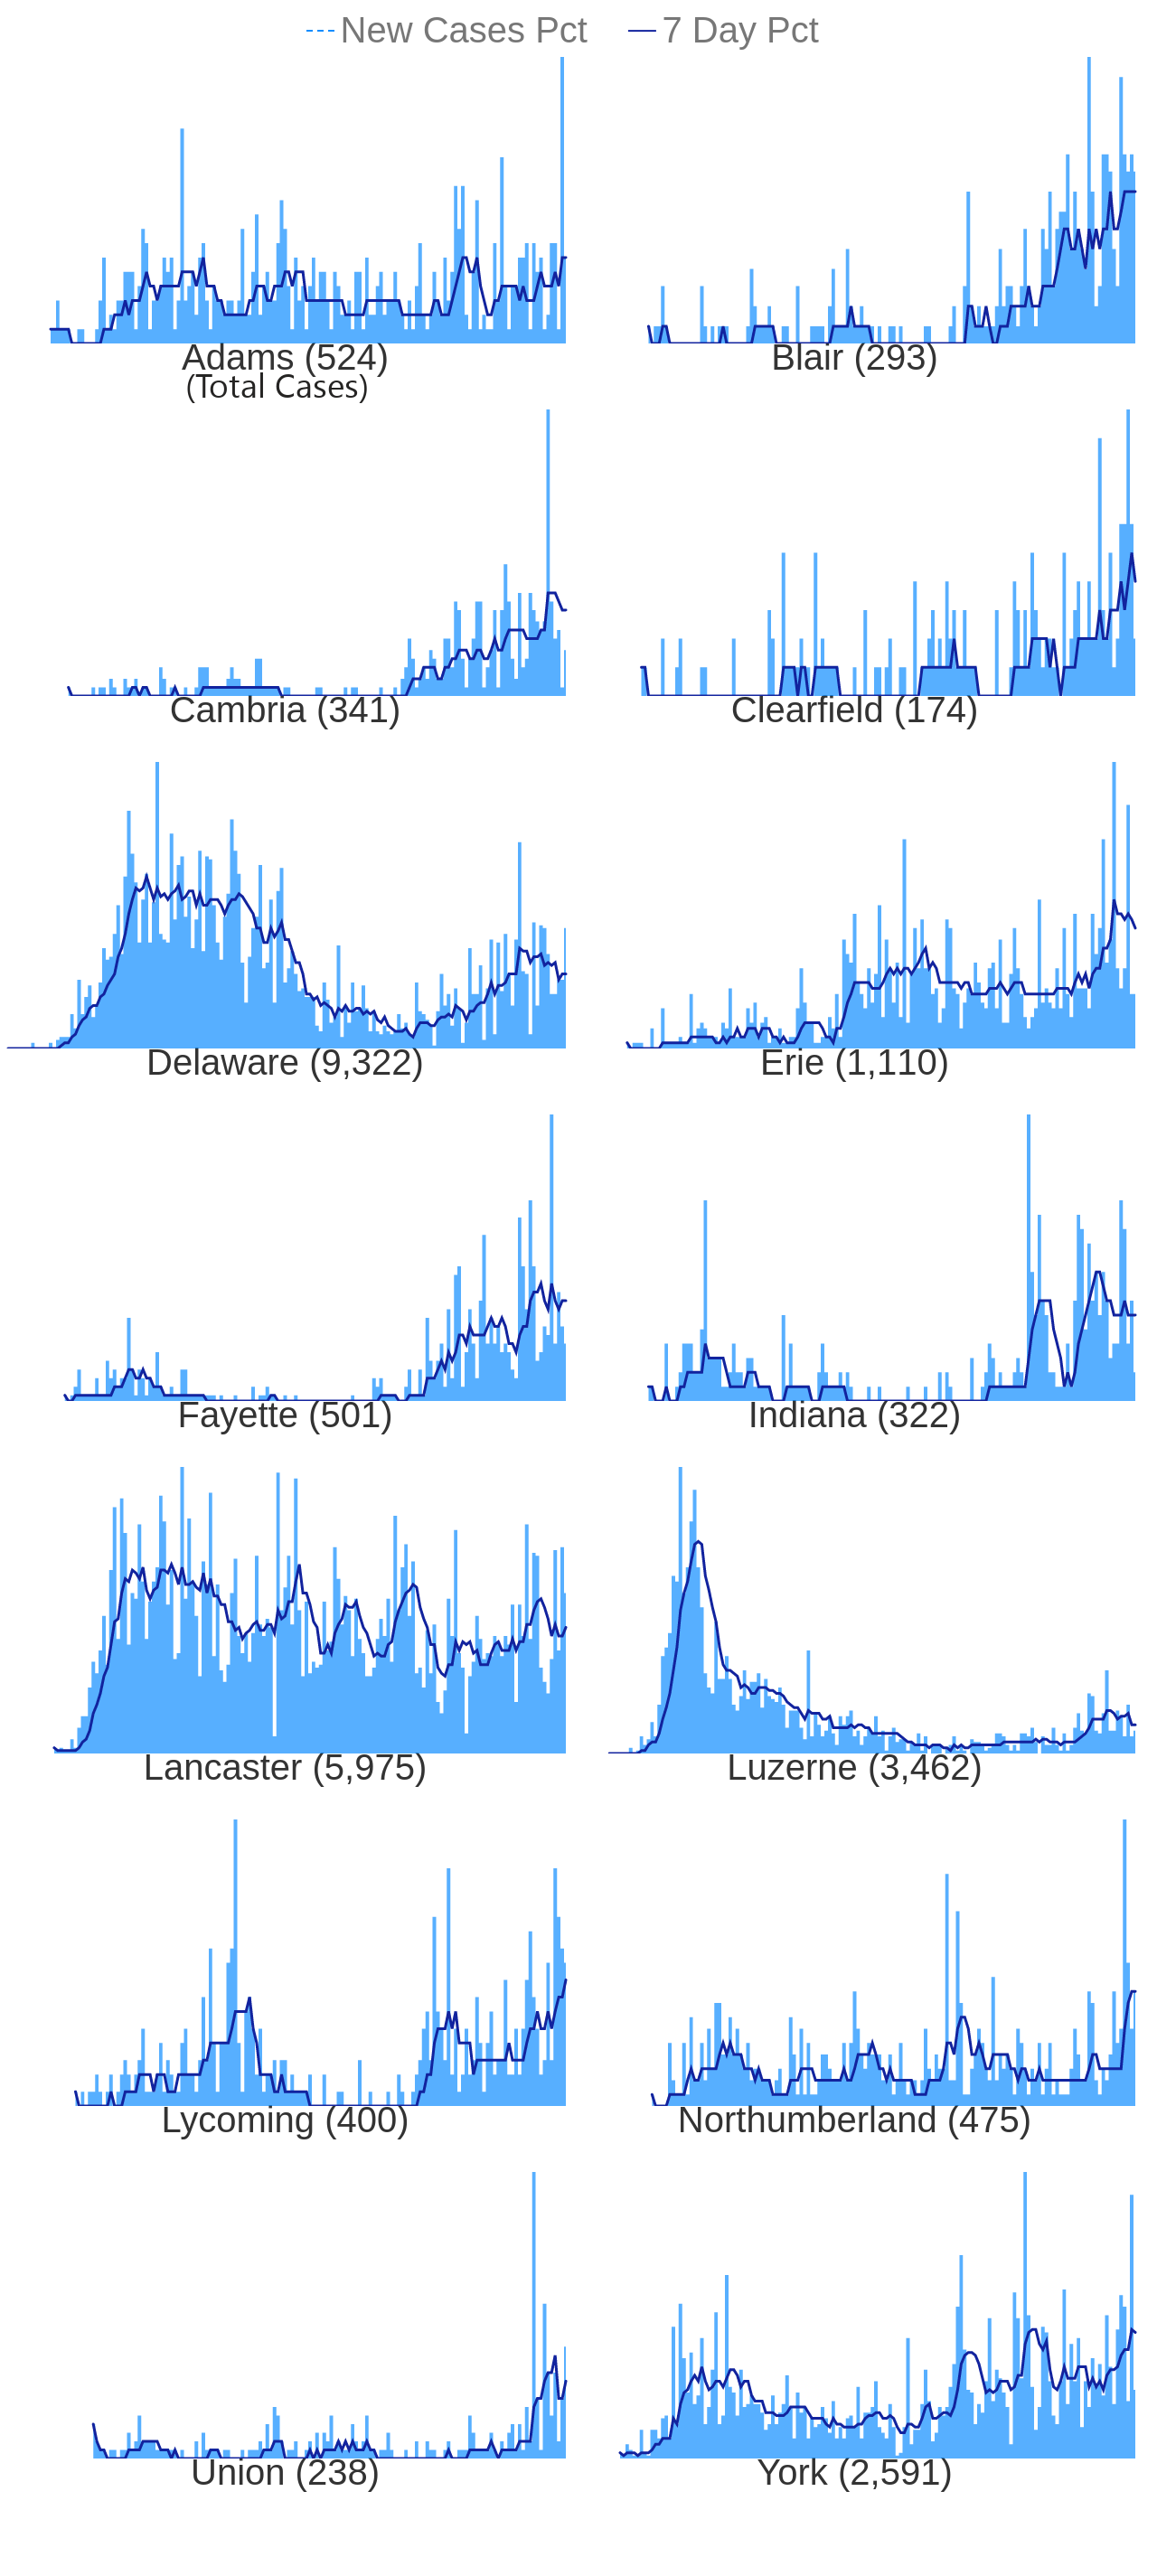 New Cases Pct 7 Day Pct
Adams (524) Blair (293)
(Total Cases)
Cambria (341) Clearfield (174)
Delaware (9,322) Erie (1,110)
Fayette (501) Indiana (322)
Lancaster (5,975) Luzerne (3,462)
Lycoming (400) Northumberland (475)
Union (238) York (2,591)